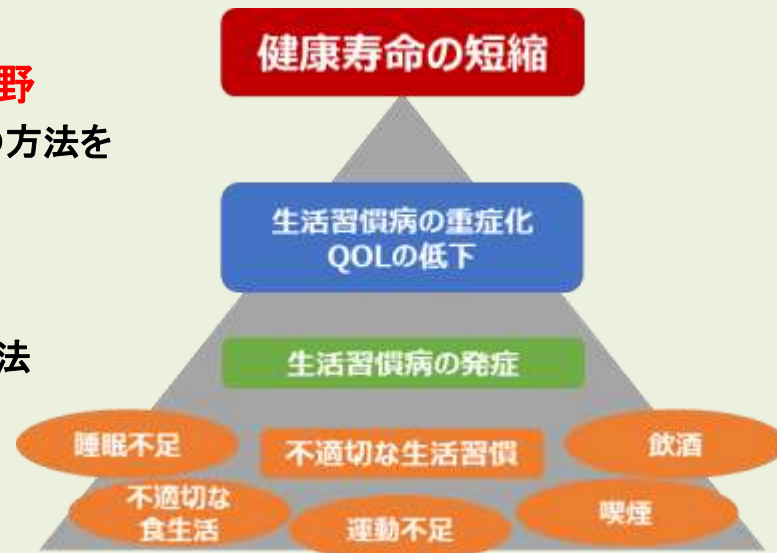 健康寿命の短縮
野
の方法を
生活習慣病の重症化
QOLの低下
法
生活習慣病の発症
睡眠不足
不適切な生活習慣
飲酒
不適切な
食生活
運動不足
喫煙